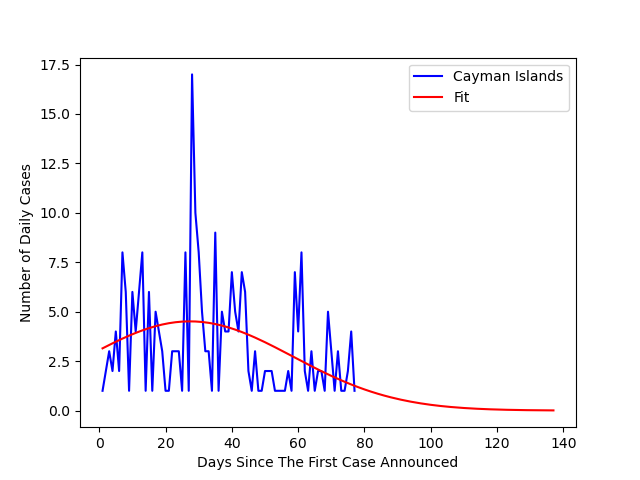 17.5
15.0
12.5
10.0
7.5
5.0
2.5
0.0
Number of Daily Cases
Cayman Islands
Fit
0 20 40 60 80 100 120 140
Days Since The First Case Announced